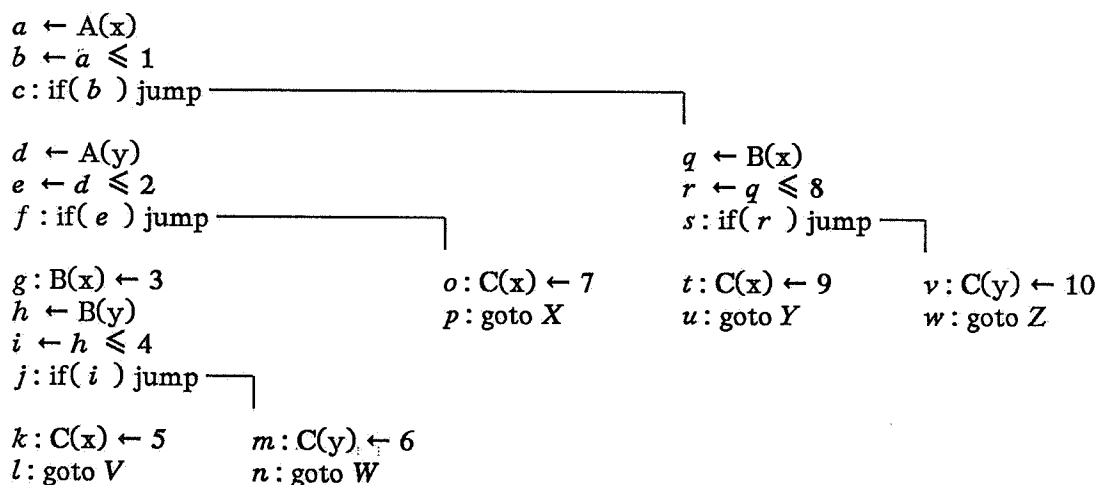 a ← A(x)
b ← a ⩽ 1
c : if( b ) jump
d ← A(y)
e ← d ⩽ 2
f : if( e ) jump
g : B(x) ← 3
h ← B(y)
i ← h ⩽ 4
j : if( i ) jump
k : C(x) ← 5
l : goto V
m : C(y) ← 6
n : goto W
o : C(x) ← 7
p : goto X
q ← B(x)
r ← q ⩽ 8
s : if( r ) jump
t : C(x) ← 9
u : goto Y
v : C(y) ← 10
w : goto Z